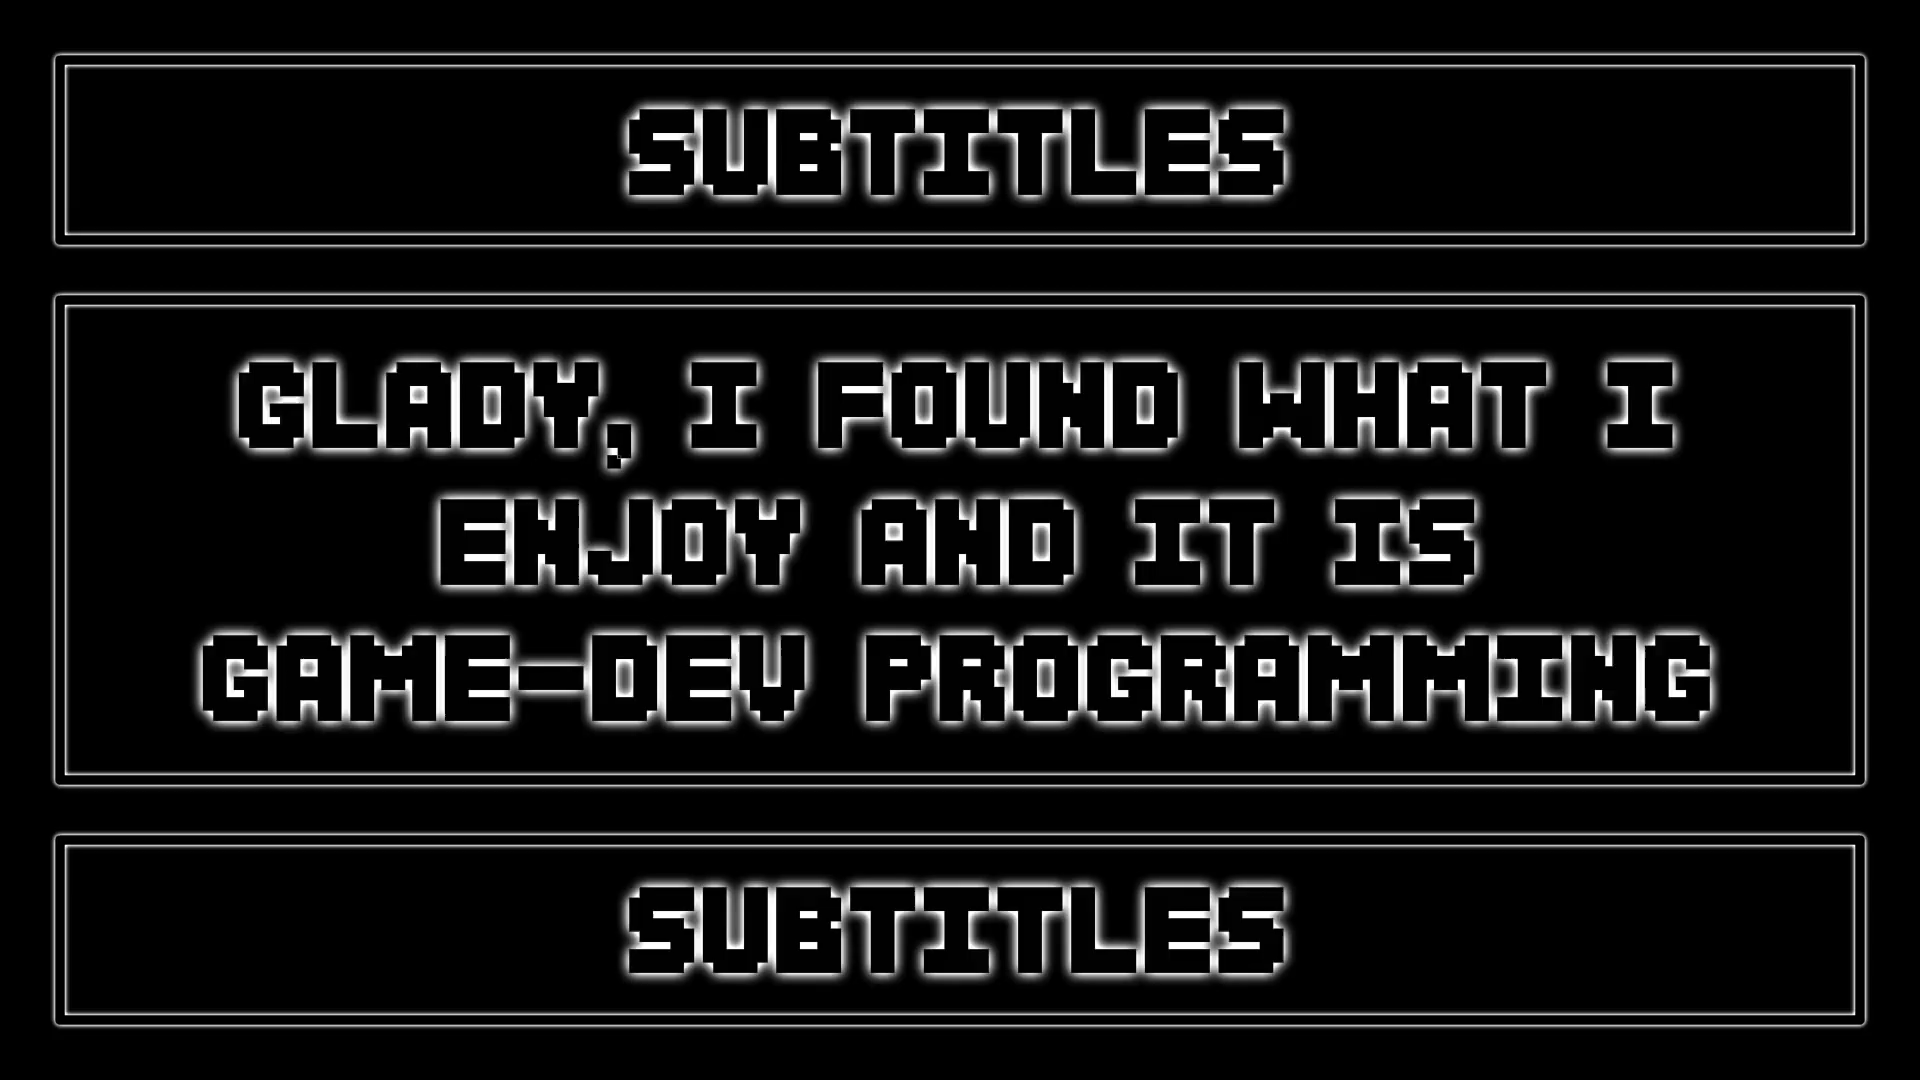 SUBTITLES
GLADY, I FOUND WHAT I
ENJOY AND IT IS
GAME-DEV PROGRAMMING
SUBTITLES